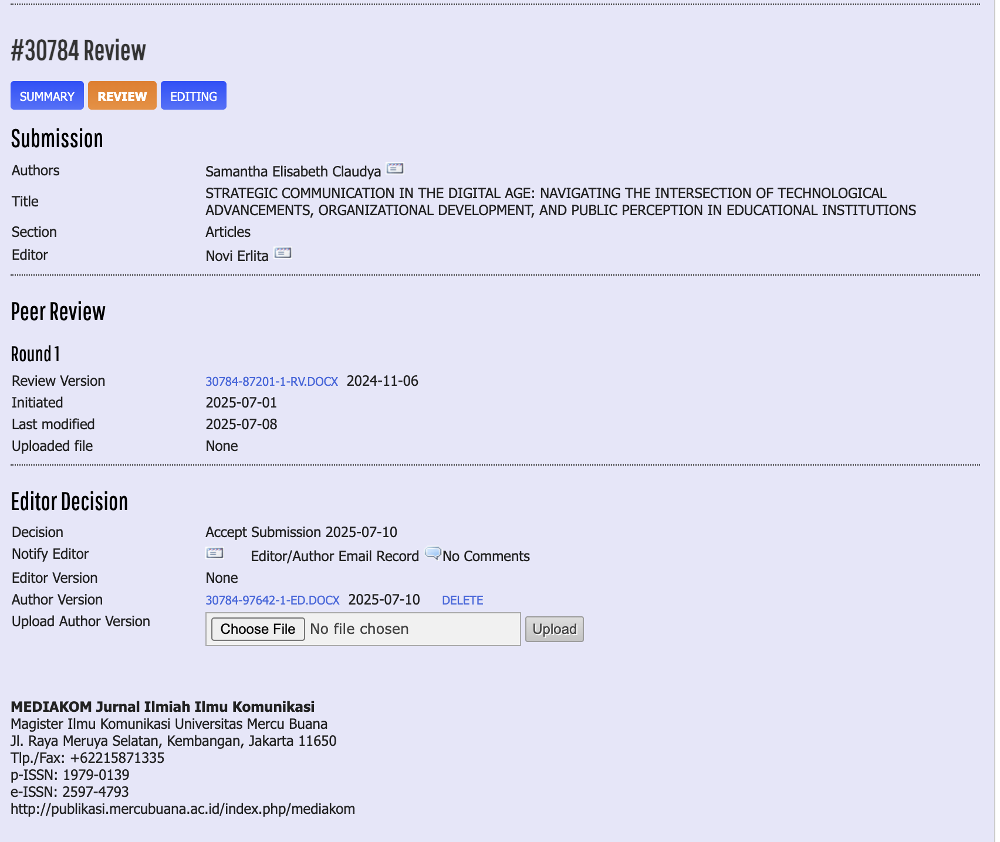 #30784 Review
SUMMARY REVIEW EDITING
Submission
Authors Samantha Elisabeth Claudya
Title STRATEGIC COMMUNICATION IN THE DIGITAL AGE: NAVIGATING THE INTERSECTION OF TECHNOLOGICAL
ADVANCEMENTS, ORGANIZATIONAL DEVELOPMENT, AND PUBLIC PERCEPTION IN EDUCATIONAL INSTITUTIONS
Section Articles
Editor Novi Erlita
Peer Review
Round 1
Review Version 30784-87201-1-RV.DOCX 2024-11-06
Initiated 2025-07-01
Last modified 2025-07-08
Uploaded file None
Editor Decision
Decision Accept Submission 2025-07-10
Notify Editor Editor/Author Email Record No Comments
Editor Version None
Author Version 30784-97642-1-ED.DOCX 2025-07-10 DELETE
Upload Author Version Choose File No file chosen Upload
MEDIAKOM Jurnal Ilmiah Ilmu Komunikasi
Magister Ilmu Komunikasi Universitas Mercu Buana
Jl. Raya Meruya Selatan, Kembangan, Jakarta 11650
Tlp./Fax: +62215871335
p-ISSN: 1979-0139
e-ISSN: 2597-4793
http://publikasi.mercubuana.ac.id/index.php/mediakom